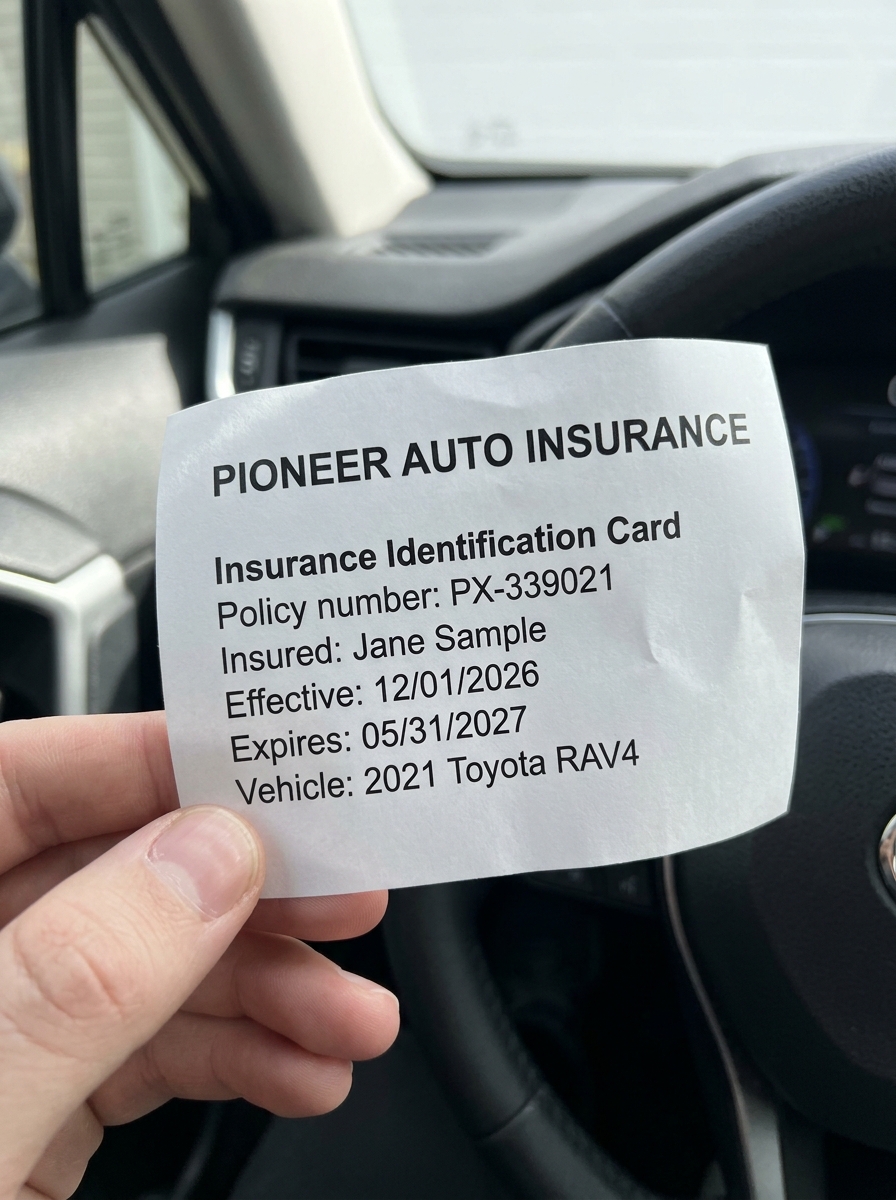 PIONEER AUTO INSURANCE
Insurance Identification Card
Policy number: PX-339021
Insured: Jane Sample
Effective: 12/01/2026
Expires: 05/31/2027
Vehicle: 2021 Toyota RAV4